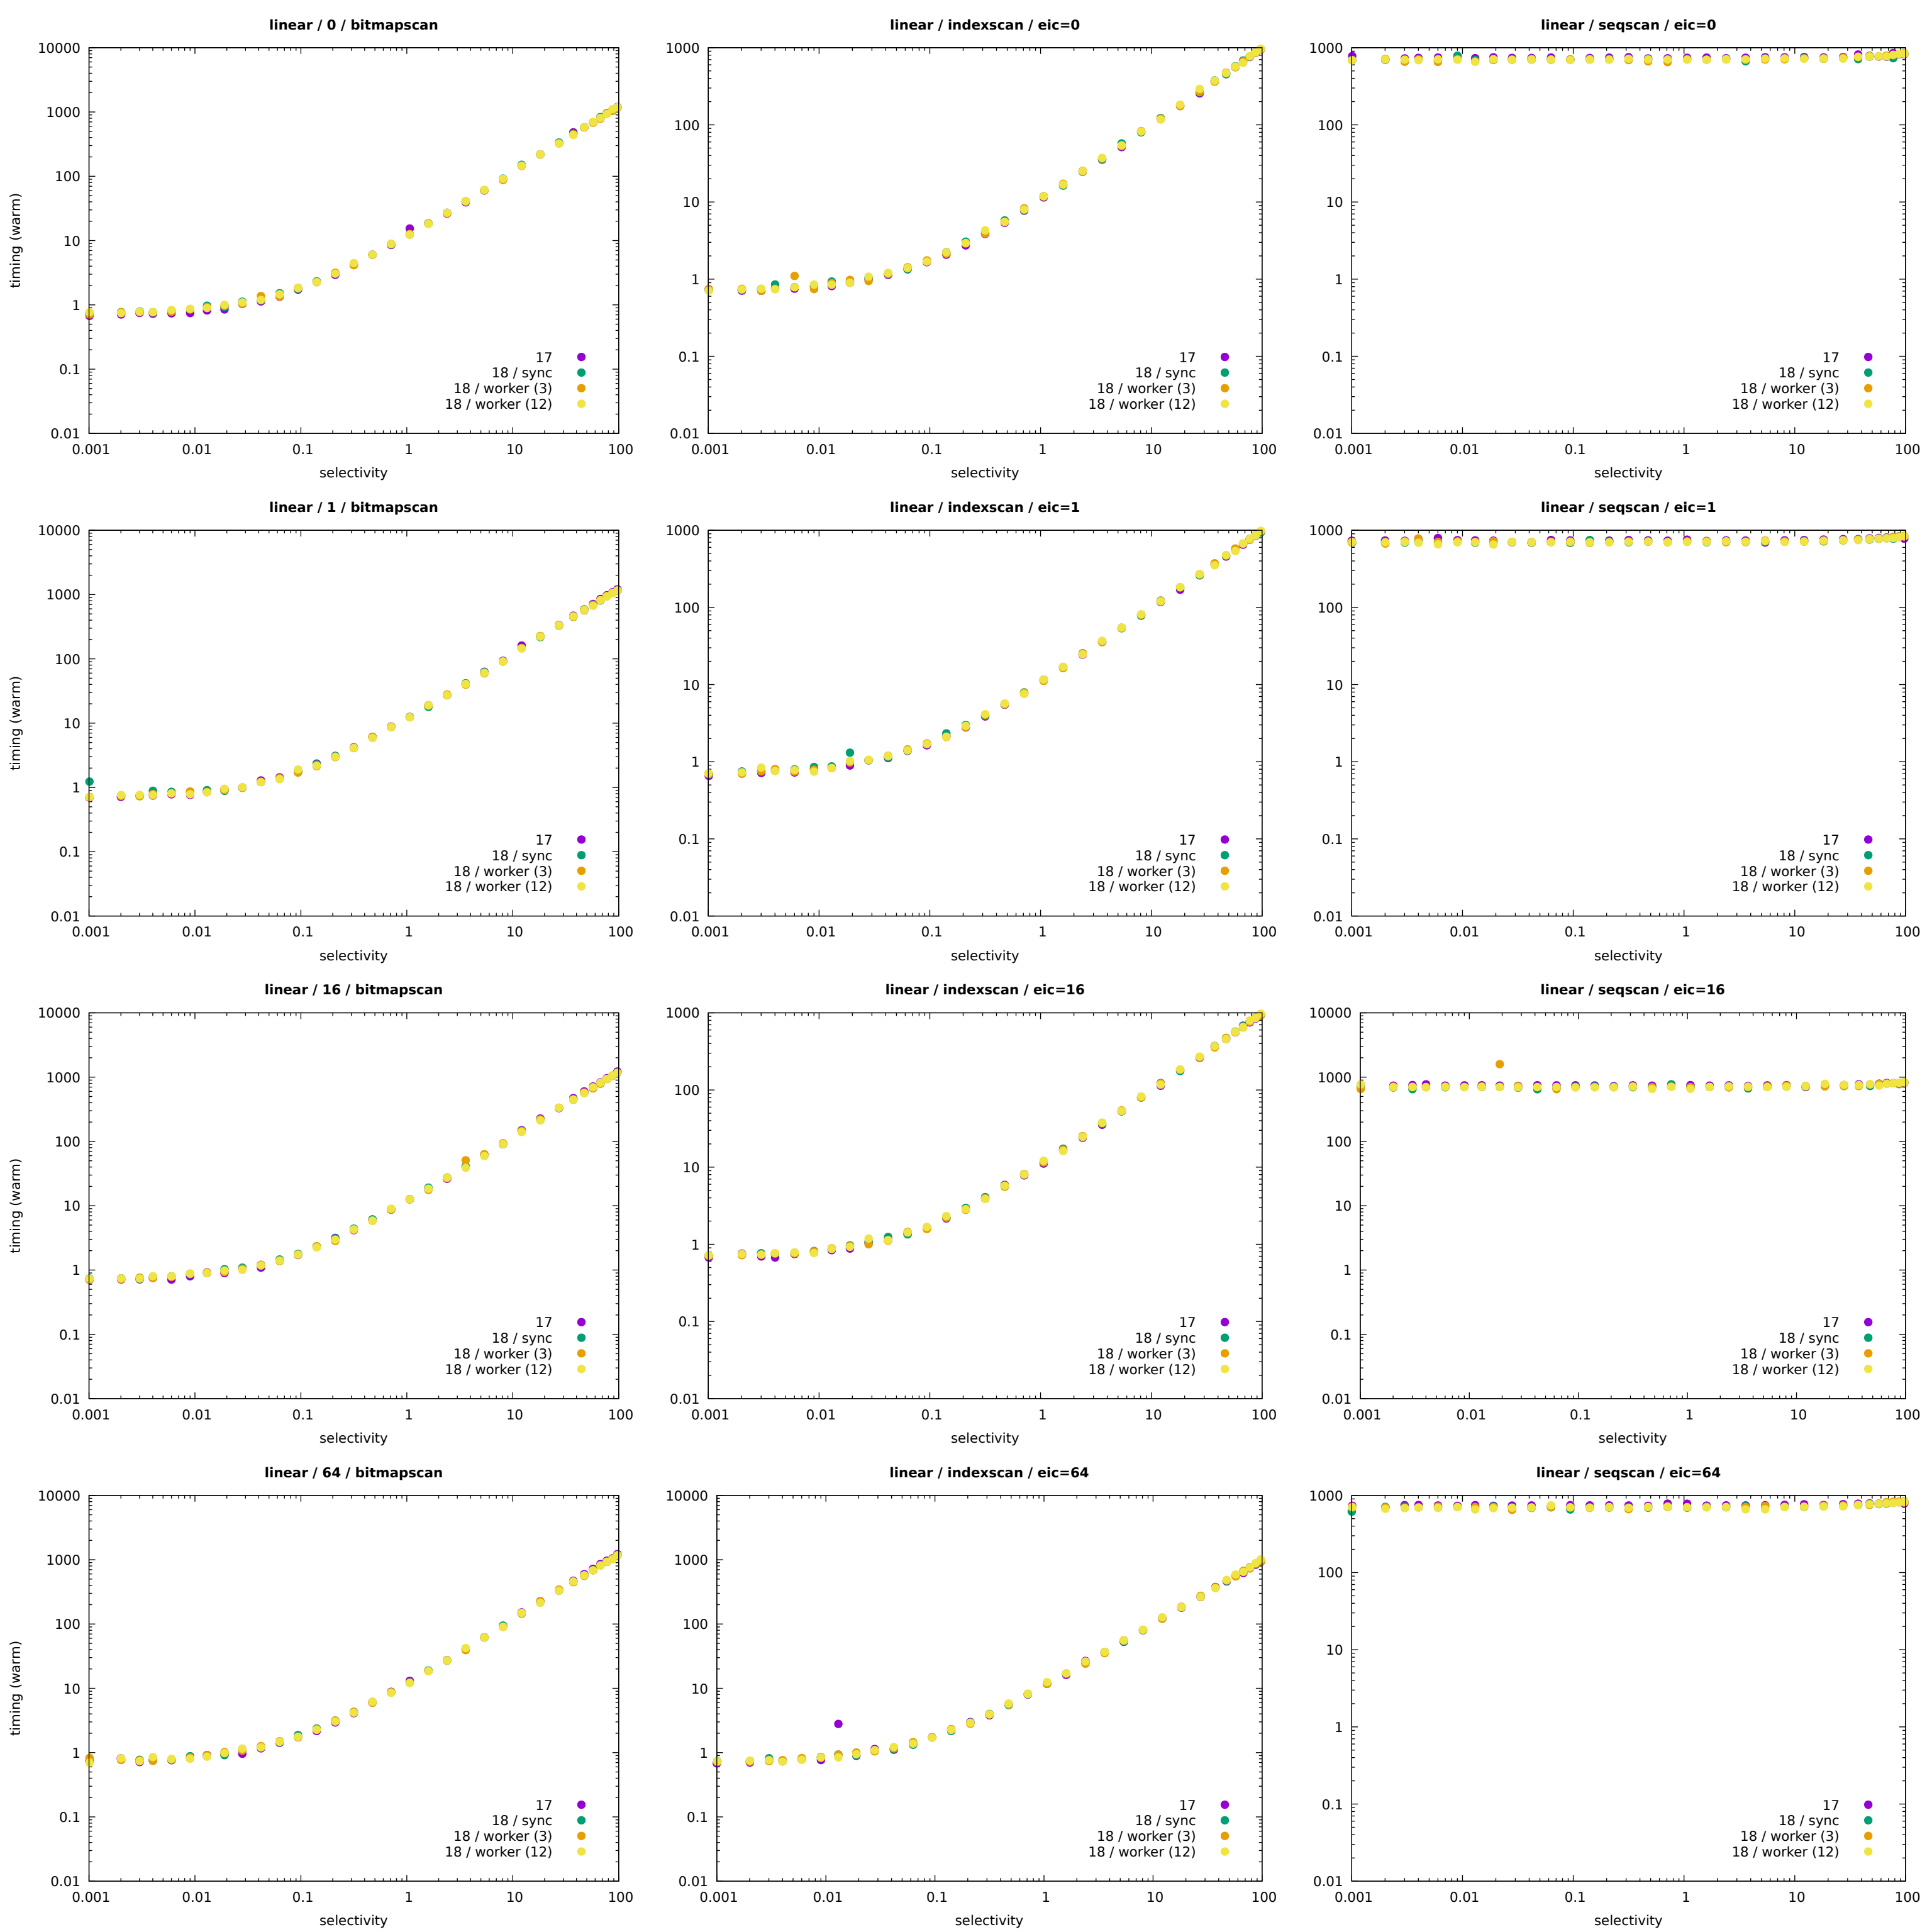 linear / 0 / bitmapscan
timing (warm)
10000
1000
100
10
1
0.1
0.01
17
18 / sync
18 / worker (3)
18 / worker (12)
0.001 0.01 0.1 1 10 100
selectivity
linear / indexscan / eic=0
1000
100
10
1
0.1
0.01
17
18 / sync
18 / worker (3)
18 / worker (12)
0.001 0.01 0.1 1 10 100
selectivity
linear / seqscan / eic=0
1000
100
10
1
0.1
0.01
17
18 / sync
18 / worker (3)
18 / worker (12)
0.001 0.01 0.1 1 10 100
selectivity
linear / 1 / bitmapscan
timing (warm)
10000
1000
100
10
1
0.1
0.01
17
18 / sync
18 / worker (3)
18 / worker (12)
0.001 0.01 0.1 1 10 100
selectivity
linear / indexscan / eic=1
1000
100
10
1
0.1
0.01
17
18 / sync
18 / worker (3)
18 / worker (12)
0.001 0.01 0.1 1 10 100
selectivity
linear / seqscan / eic=1
1000
100
10
1
0.1
0.01
17
18 / sync
18 / worker (3)
18 / worker (12)
0.001 0.01 0.1 1 10 100
selectivity
linear / 16 / bitmapscan
timing (warm)
10000
1000
100
10
1
0.1
0.01
17
18 / sync
18 / worker (3)
18 / worker (12)
0.001 0.01 0.1 1 10 100
selectivity
linear / indexscan / eic=16
1000
100
10
1
0.1
0.01
17
18 / sync
18 / worker (3)
18 / worker (12)
0.001 0.01 0.1 1 10 100
selectivity
linear / seqscan / eic=16
10000
1000
100
10
1
0.1
0.01
17
18 / sync
18 / worker (3)
18 / worker (12)
0.001 0.01 0.1 1 10 100
selectivity
linear / 64 / bitmapscan
timing (warm)
10000
1000
100
10
1
0.1
0.01
17
18 / sync
18 / worker (3)
18 / worker (12)
0.001 0.01 0.1 1 10 100
selectivity
linear / indexscan / eic=64
10000
1000
100
10
1
0.1
0.01
17
18 / sync
18 / worker (3)
18 / worker (12)
0.001 0.01 0.1 1 10 100
selectivity
linear / seqscan / eic=64
1000
100
10
1
0.1
0.01
17
18 / sync
18 / worker (3)
18 / worker (12)
0.001 0.01 0.1 1 10 100
selectivity